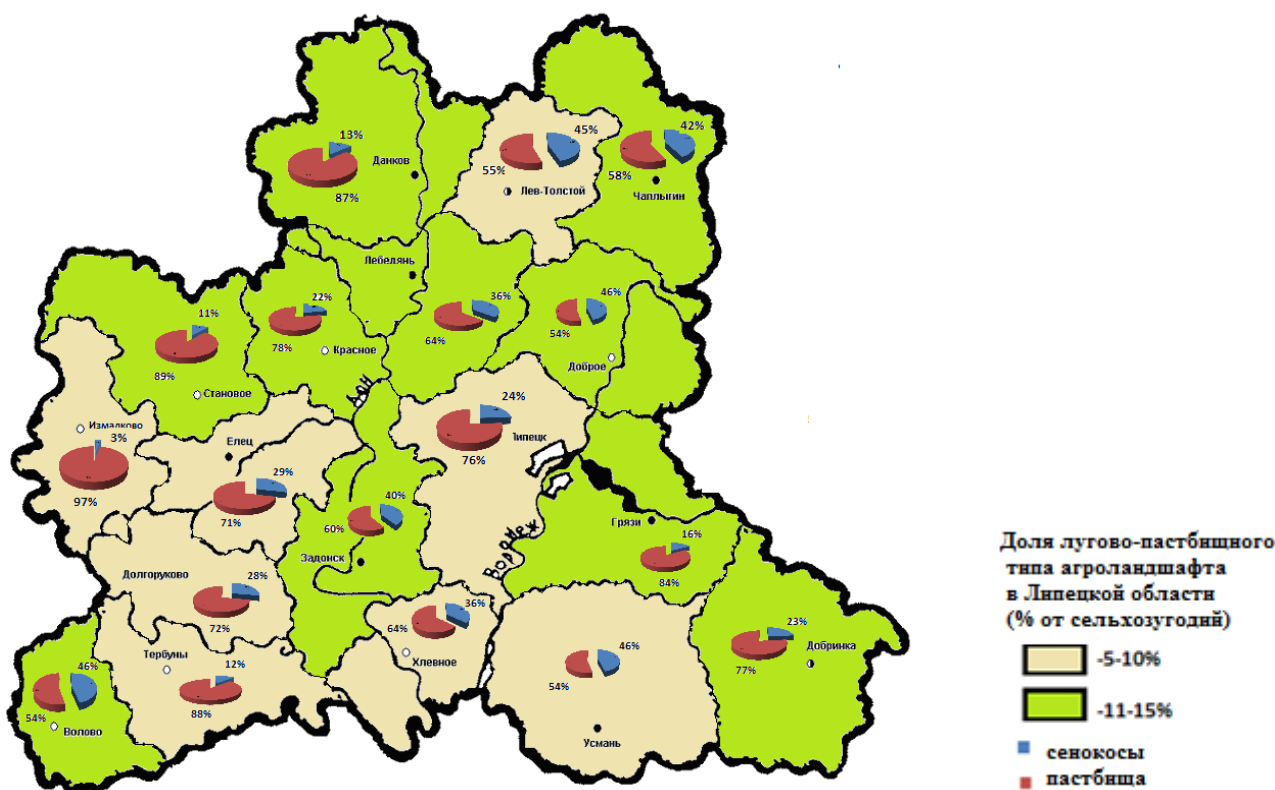 45%
55%
Лев-Толстой
42%
58%
Чаплыгин
13%
Данков
87%
Лебедянь
36%
64%
46%
54%
Доброе
22%
78%
Красное
11%
89%
Становое
Измалково
3%
97%
Елец
29%
71%
Дон
24%
Липецк
76%
40%
60%
Задонск
Воронеж
Грязи
16%
84%
Долгоруково
28%
72%
36%
64%
Хлевное
Тербуны
12%
88%
46%
54%
Волово
46%
54%
Усмань
23%
Добринка
77%
Доля лугово-пастбищного
типа агроландшафта
в Липецкой области
(% от сельхозугодий)
-5-10%
-11-15%
сенокосы
пастбища